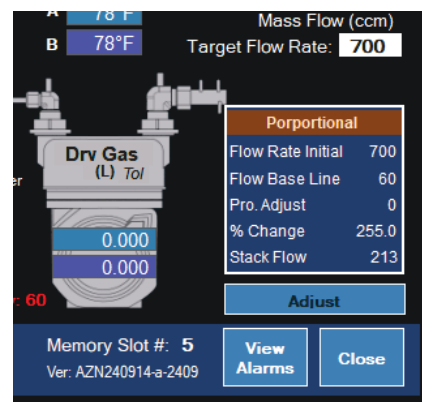 A 78°F
Mass Flow (ccm)
B 78°F
Target Flow Rate: 700
Porportional
Dry Gas
(L) Tol
Flow Rate Initial 700
er
Flow Base Line 60
Pro. Adjust 0
0.000
% Change 255.0
0.000
Stack Flow 213
: 60
Adjust
Memory Slot #: 5
View
Alarms
Close
Ver: AZN240914-a-2409